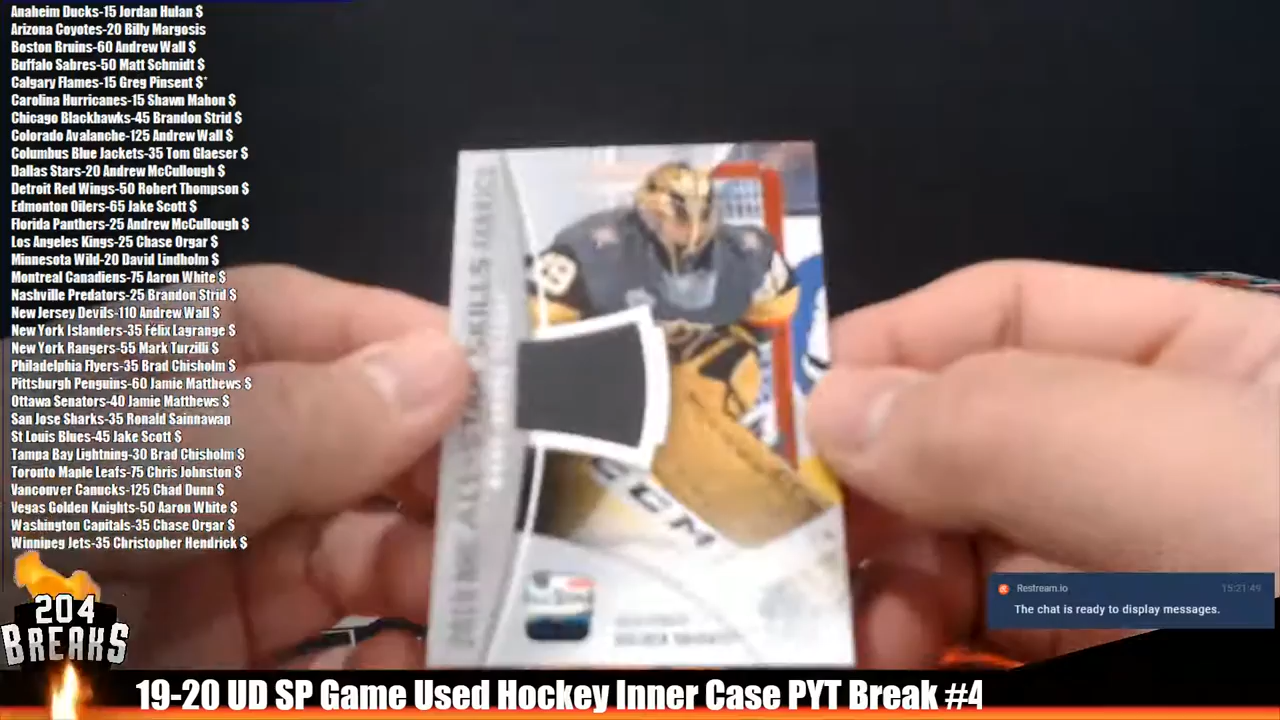 Anaheim Ducks-15 Jordan Hulan $
Arizona Coyotes-20 Billy Margosis
Boston Bruins-60 Andrew Wall $
Buffalo Sabres-50 Matt Schmidt $
Calgary Flames-15 Greg Pinsent $*
Carolina Hurricanes-15 Shawn Mahon $
Chicago Blackhawks-45 Brandon Strid $
Colorado Avalanche-125 Andrew Wall $
Columbus Blue Jackets-35 Tom Glaeser $
Dallas Stars-20 Andrew McCullough $
Detroit Red Wings-50 Robert Thompson $
Edmonton Oilers-65 Jake Scott $
Florida Panthers-25 Andrew McCullough $
Los Angeles Kings-25 Chase Orgar $
Minnesota Wild-20 David Lindholm $
Montreal Canadiens-75 Aaron White $
Nashville Predators-25 Brandon Strid $
New Jersey Devils-110 Andrew Wall $
New York Islanders-35 Felix Lagrange $
New York Rangers-55 Mark Turzilli $
Philadelphia Flyers-35 Brad Chisholm $
Pittsburgh Penguins-60 Jamie Matthews $
Ottawa Senators-40 Jamie Matthews $
San Jose Sharks-35 Ronald Sainnawap
St Louis Blues-45 Jake Scott $
Tampa Bay Lightning-30 Brad Chisholm $
Toronto Maple Leafs-75 Chris Johnston $
Vancouver Canucks-125 Chad Dunn $
Vegas Golden Knights-50 Aaron White $
Washington Capitals-35 Chase Orgar $
Winnipeg Jets-35 Christopher Hendrick $
204
BREAKS
CCM
Restream.io 15:21:49
The chat is ready to display messages.
19-20 UD SP Game Used Hockey Inner Case PYT Break #4